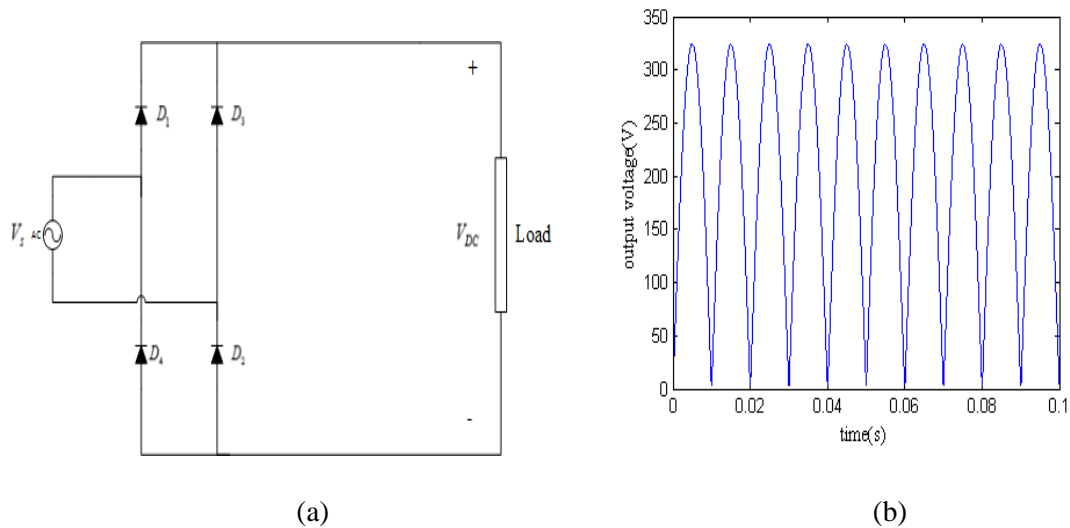 +
D₁
D₃
Vₛ AC
V_DC
Load
D₄
D₂
-
(a)
350
300
250
200
150
100
50
0
output voltage(V)
0
0.02
0.04
0.06
0.08
0.1
time(s)
(b)